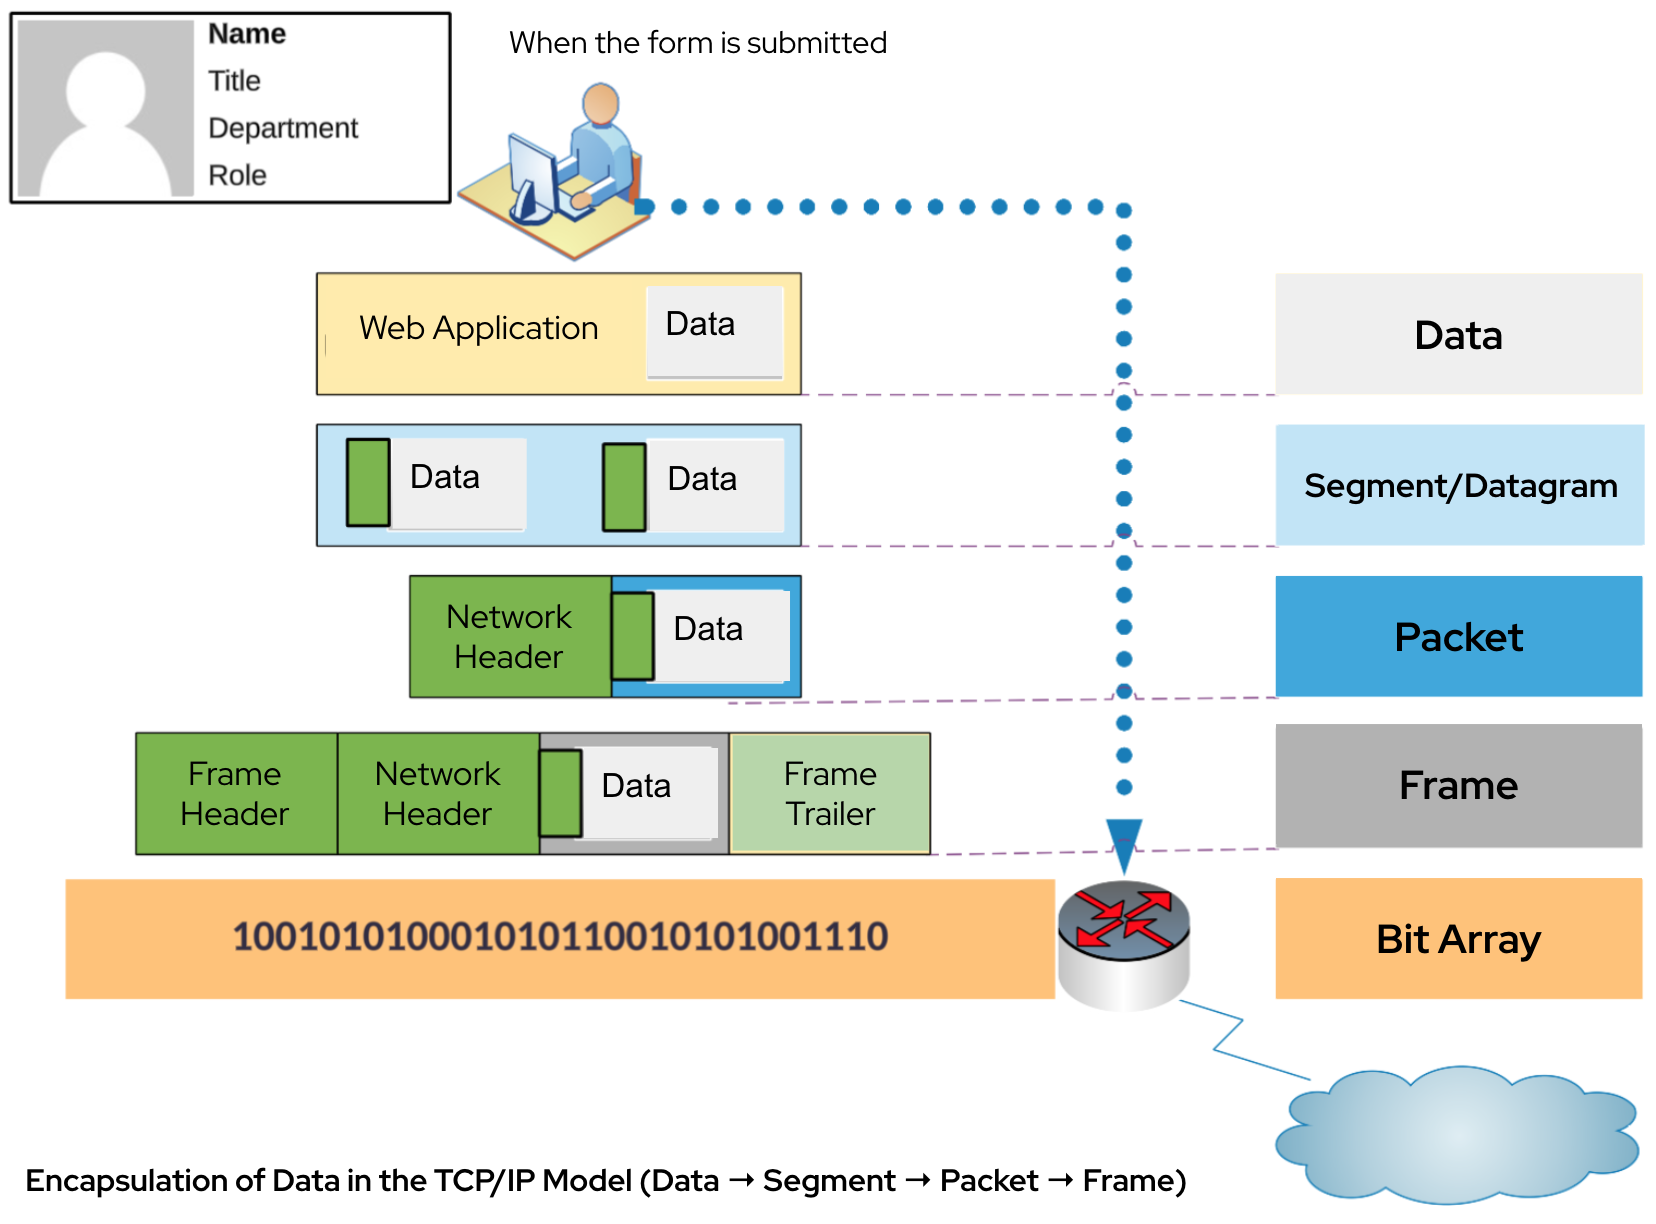 Name
Title
Department
Role
When the form is submitted
Web Application
Data
Data
Data
Data
Segment/Datagram
Network
Header
Data
Packet
Frame
Header
Network
Header
Data
Frame
Trailer
Frame
100101010001010110010101001110
Bit Array
Encapsulation of Data in the TCP/IP Model (Data → Segment → Packet → Frame)